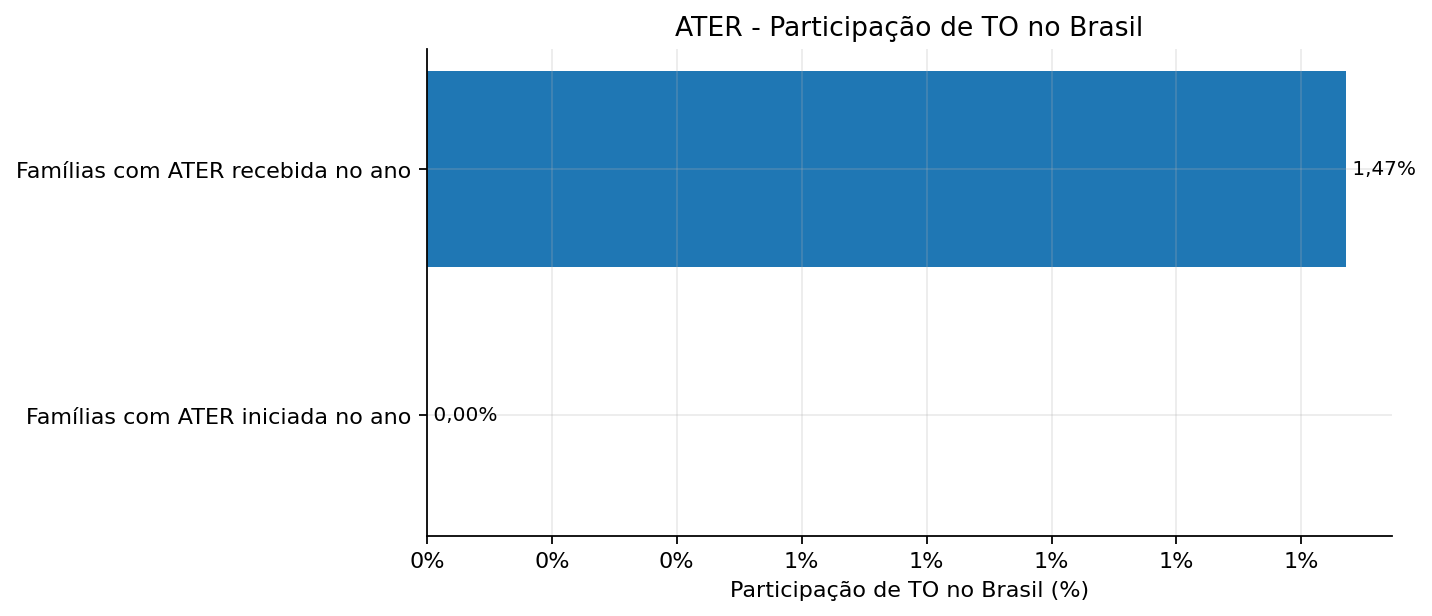 ATER - Participação de TO no Brasil
Famílias com ATER recebida no ano
1,47%
Famílias com ATER iniciada no ano
0,00%
0% 0% 0% 1% 1% 1% 1% 1%
Participação de TO no Brasil (%)